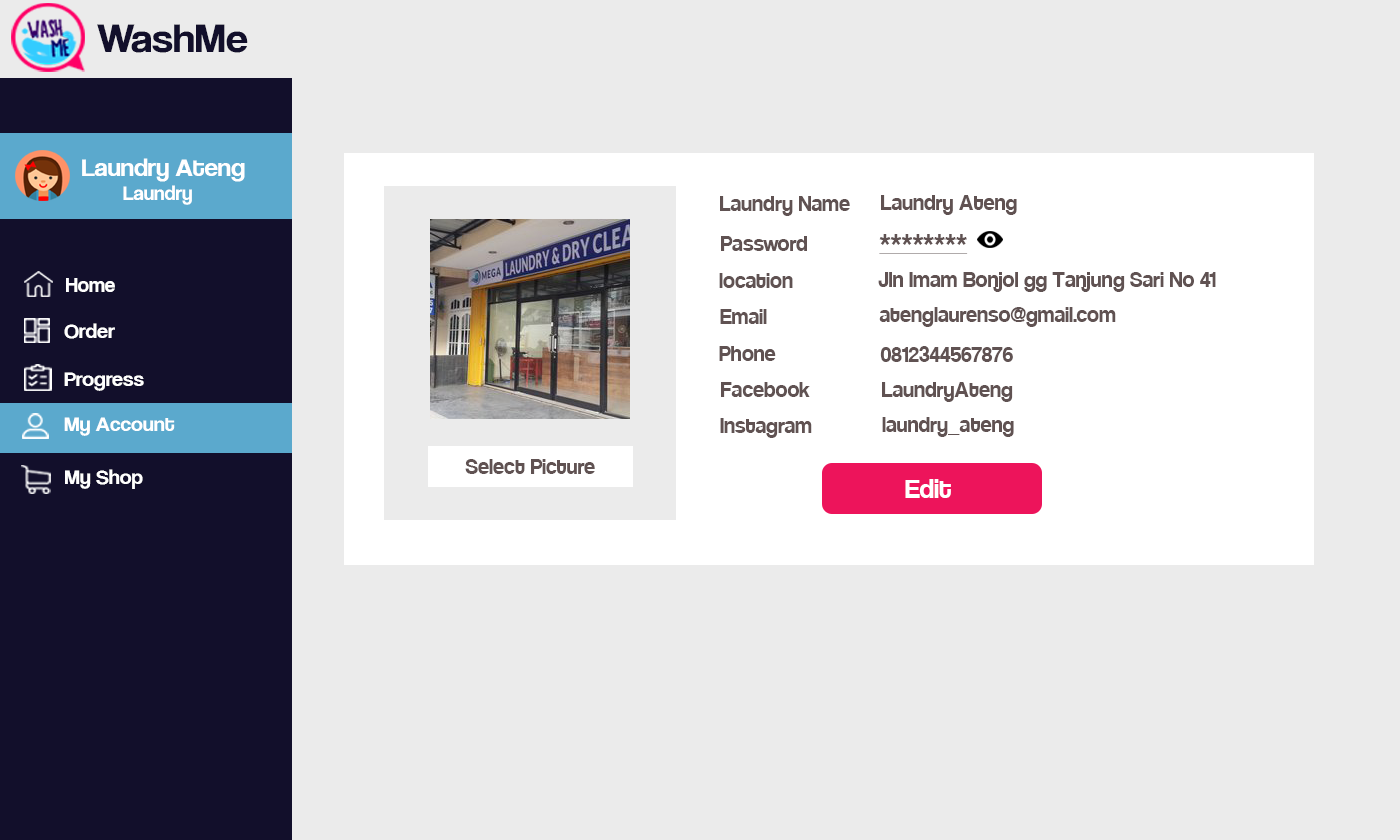 WASH
ME
WashMe
Laundry Ateng
Laundry
Home
Order
Progress
My Account
My Shop
MEGA LAUNDRY & DRY CLEA
Select Picture
Laundry Name Laundry Ateng
Password ********
location Jln Imam Bonjol gg Tanjung Sari No 41
Email atenglaurenso@gmail.com
Phone 0812344567876
Facebook LaundryAteng
Instagram laundry_ateng
Edit